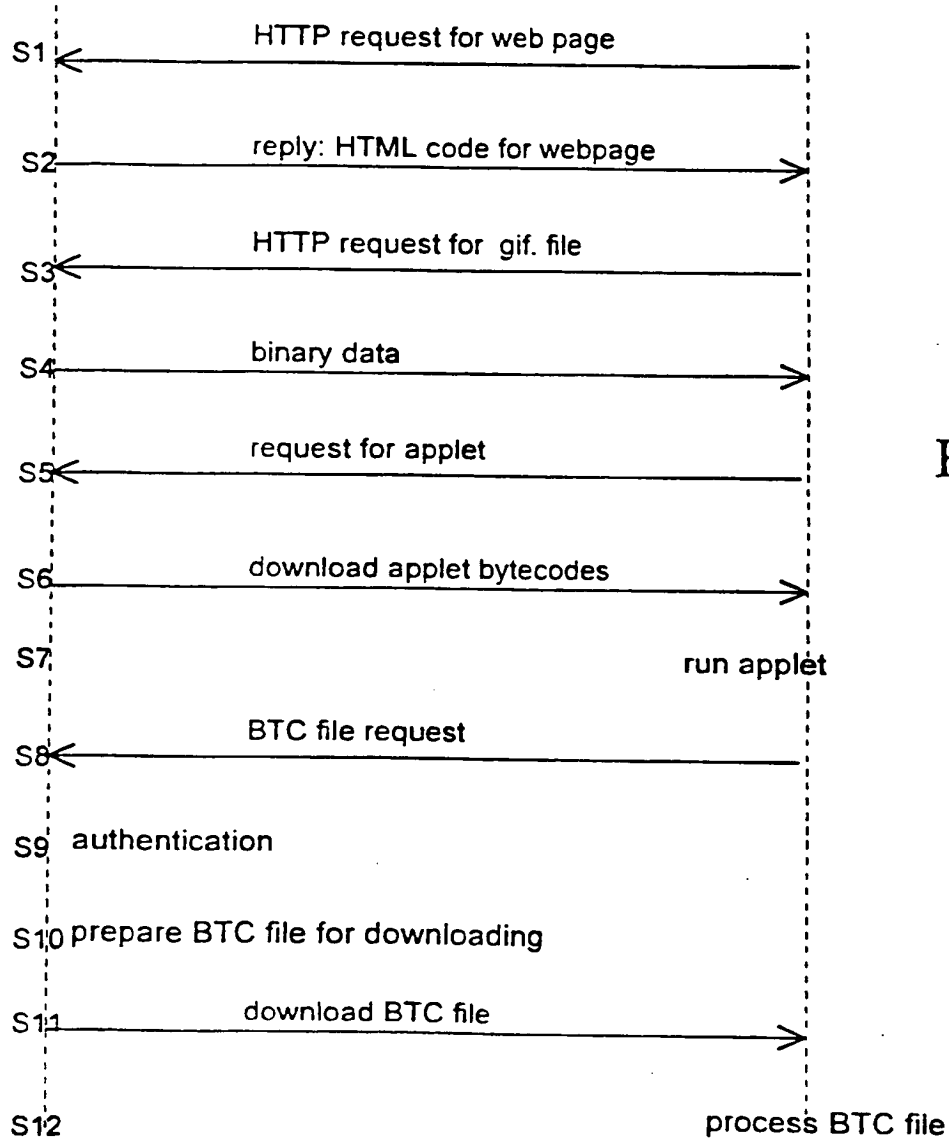 S1 HTTP request for web page
S2 reply: HTML code for webpage
S3 HTTP request for gif. file
S4 binary data
S5 request for applet
S6 download applet bytecodes
S7 run applet
S8 BTC file request
S9 authentication
S10 prepare BTC file for downloading
S11 download BTC file
S12 process BTC file